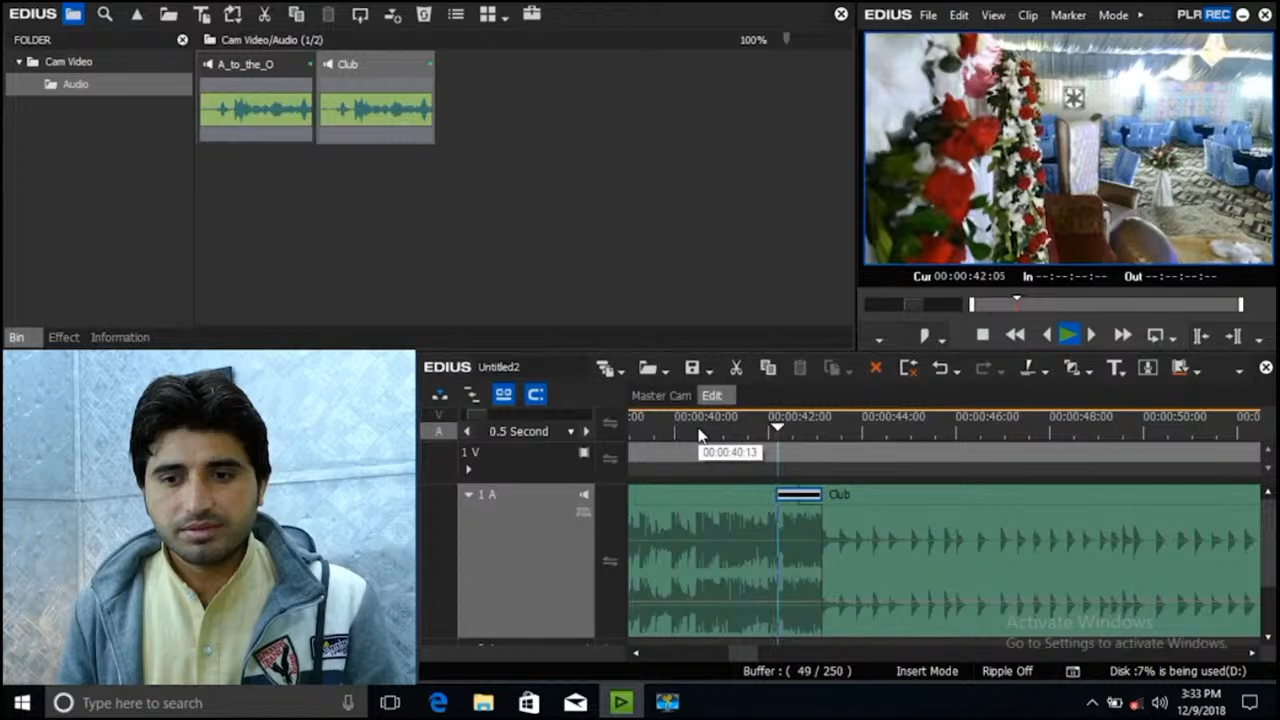 EDIUS
FOLDER
Cam Video/Audio (1/2)
100%
Cam Video
Audio
A_to_the_O
Club
EDIUS File Edit View Clip Marker Mode PLR REC
Cur 00:00:42:05 In --:--:--:-- Out --:--:--:--
Bin Effect Information
EDIUS Untitled2
Master Cam Edit
V
A
0.5 Second
:00 00:00:40:00 00:00:42:00 00:00:44:00 00:00:46:00 00:00:48:00 00:00:50:00 00:0
00:00:40:13
1 V
1 A
Club
Activate Windows
Go to Settings to activate Windows.
Buffer : ( 49 / 250 ) Insert Mode Ripple Off Disk :7% is being used(D:)
Type here to search
3:33 PM
12/9/2018